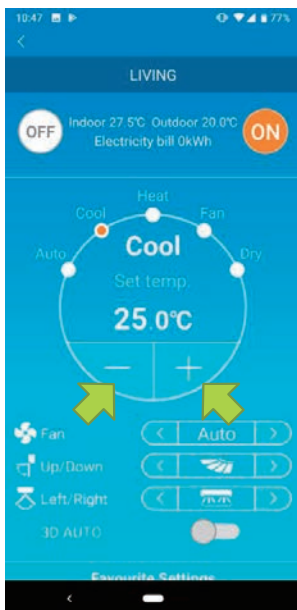 10:47 77%
LIVING
OFF Indoor 27.5℃ Outdoor 20.0℃ ON
Electricity bill 0kWh
Heat
Cool Fan
Auto Cool Dry
Set temp.
25.0℃
− +
Fan < Auto >
Up/Down < >
Left/Right < >
3D AUTO
Favourite Settings